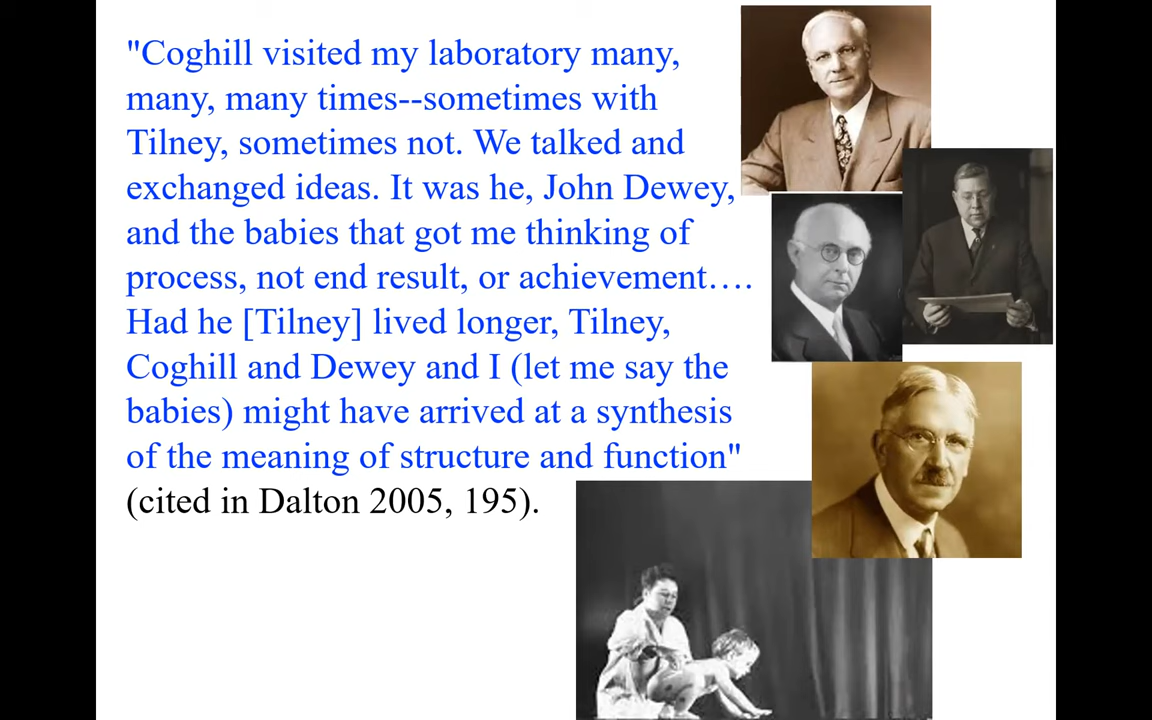 "Coghill visited my laboratory many,
many, many times--sometimes with
Tilney, sometimes not. We talked and
exchanged ideas. It was he, John Dewey,
and the babies that got me thinking of
process, not end result, or achievement….
Had he [Tilney] lived longer, Tilney,
Coghill and Dewey and I (let me say the
babies) might have arrived at a synthesis
of the meaning of structure and function"
(cited in Dalton 2005, 195).